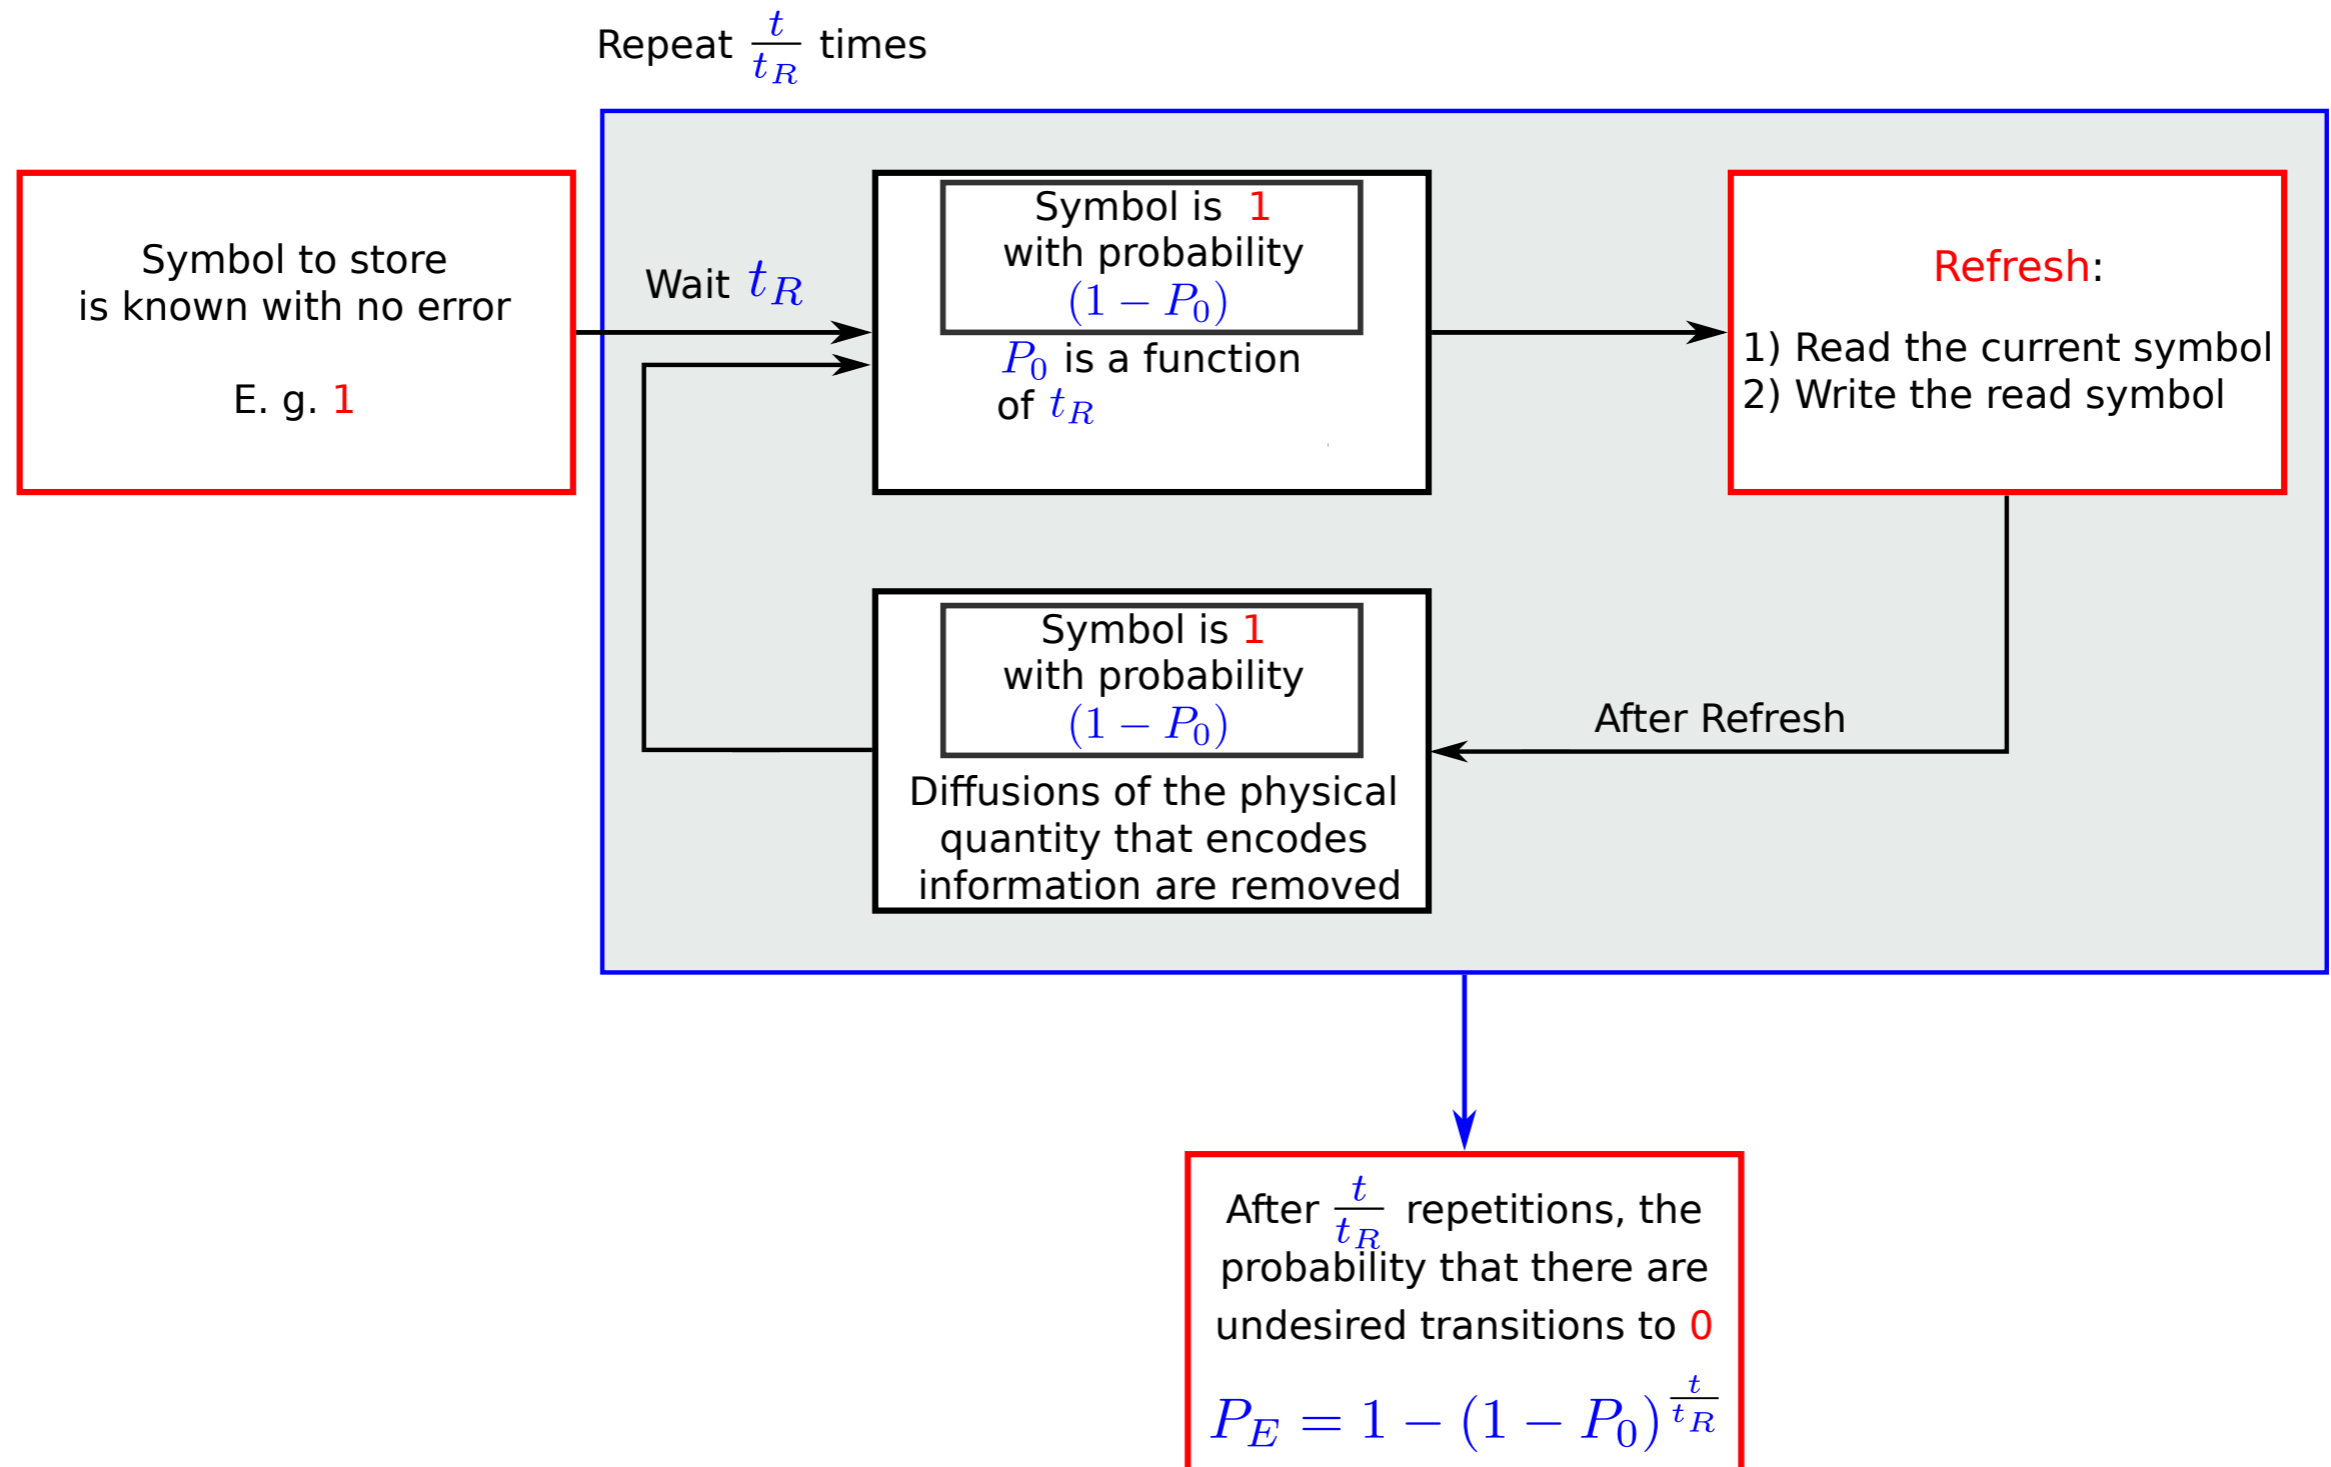 Repeat t/t_R times
Symbol to store
is known with no error
E. g. 1
Wait t_R
Symbol is 1
with probability
(1 − P_0)
P_0 is a function
of t_R
Refresh:
1) Read the current symbol
2) Write the read symbol
After Refresh
Symbol is 1
with probability
(1 − P_0)
Diffusions of the physical
quantity that encodes
information are removed
After t/t_R repetitions, the
probability that there are
undesired transitions to 0
P_E = 1 − (1 − P_0)^{t/t_R}